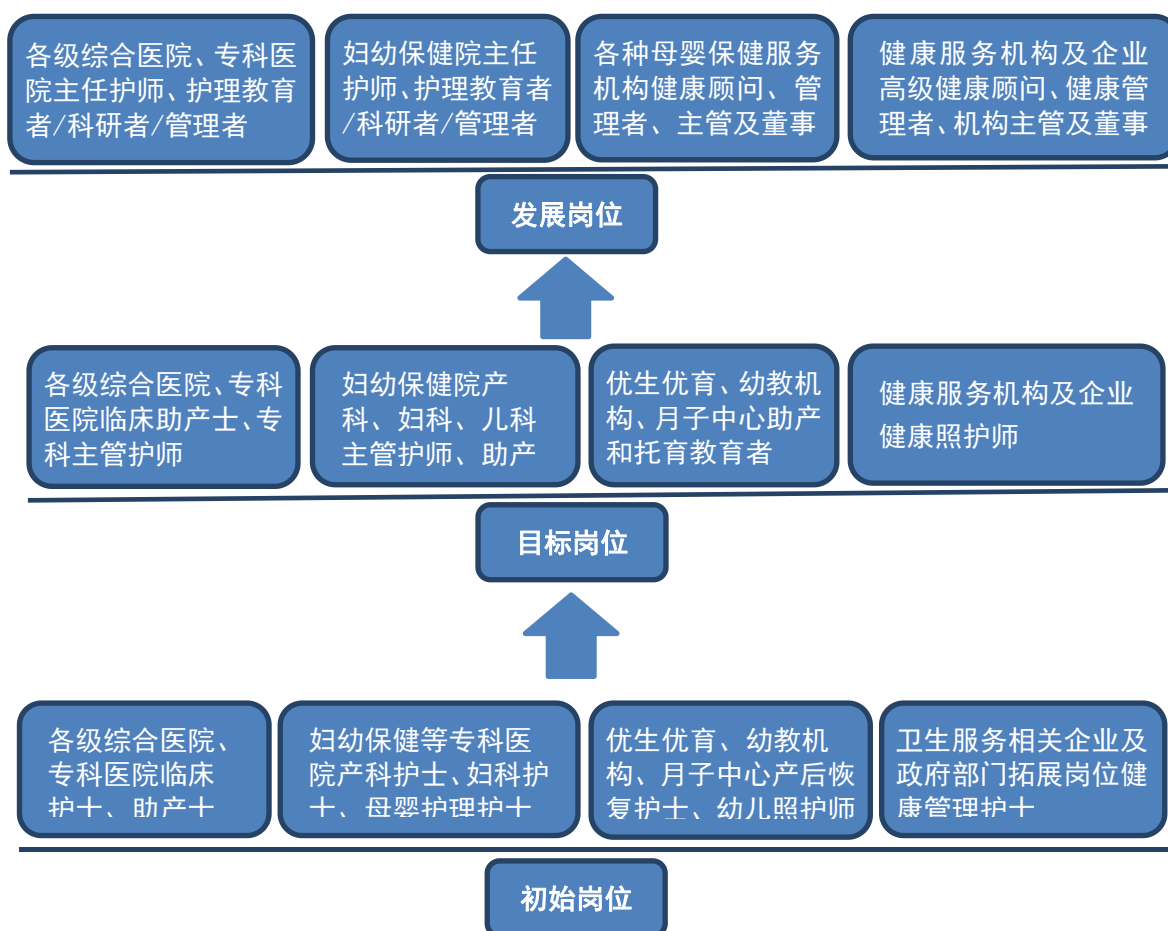 各级综合医院、专科医
院主任护师、护理教育
者/科研者/管理者
妇幼保健院主任
护师、护理教育者
/科研者/管理者
各种母婴保健服务
机构健康顾问、管
理者、主管及董事
健康服务机构及企业
高级健康顾问、健康管
理者、机构主管及董事
发展岗位
各级综合医院、专科
医院临床助产士、专
科主管护师
妇幼保健院产
科、妇科、儿科
主管护师、助产
优生优育、幼教机
构、月子中心助产
和托育教育者
健康服务机构及企业
健康照护师
目标岗位
各级综合医院、
专科医院临床
护士、助产士
妇幼保健等专科医
院产科护士、妇科护
士、母婴护理护士
优生优育、幼教机
构、月子中心产后恢
复护士、幼儿照护师
卫生服务相关企业及
政府部门拓展岗位健
康管理护士
初始岗位